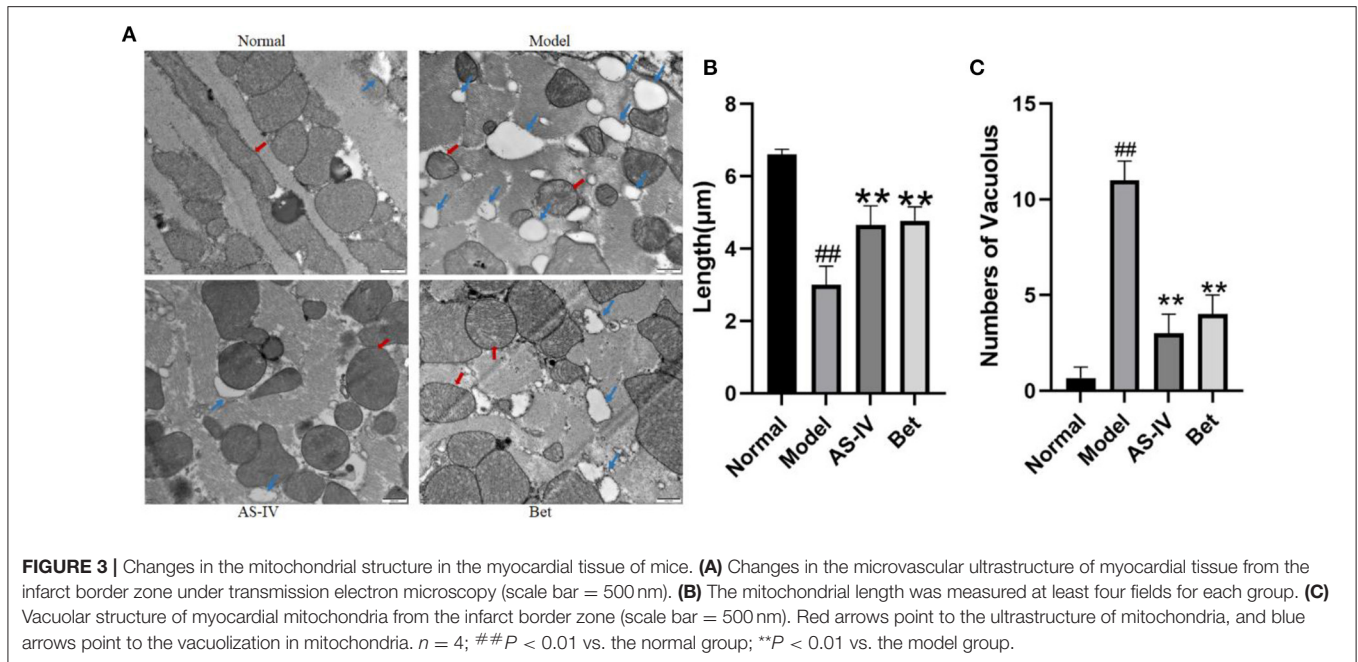 A
Normal
Model
AS-IV
Bet
B
Length(μm)
8
6
4
2
0
##
**
**
Normal
Model
AS-IV
Bet
C
Numbers of Vacuolus
15
10
5
0
##
**
**
Normal
Model
AS-IV
Bet
FIGURE 3 | Changes in the mitochondrial structure in the myocardial tissue of mice. (A) Changes in the microvascular ultrastructure of myocardial tissue from the
infarct border zone under transmission electron microscopy (scale bar = 500 nm). (B) The mitochondrial length was measured at least four fields for each group. (C)
Vacuolar structure of myocardial mitochondria from the infarct border zone (scale bar = 500 nm). Red arrows point to the ultrastructure of mitochondria, and blue
arrows point to the vacuolization in mitochondria. n = 4; ##P < 0.01 vs. the normal group; **P < 0.01 vs. the model group.